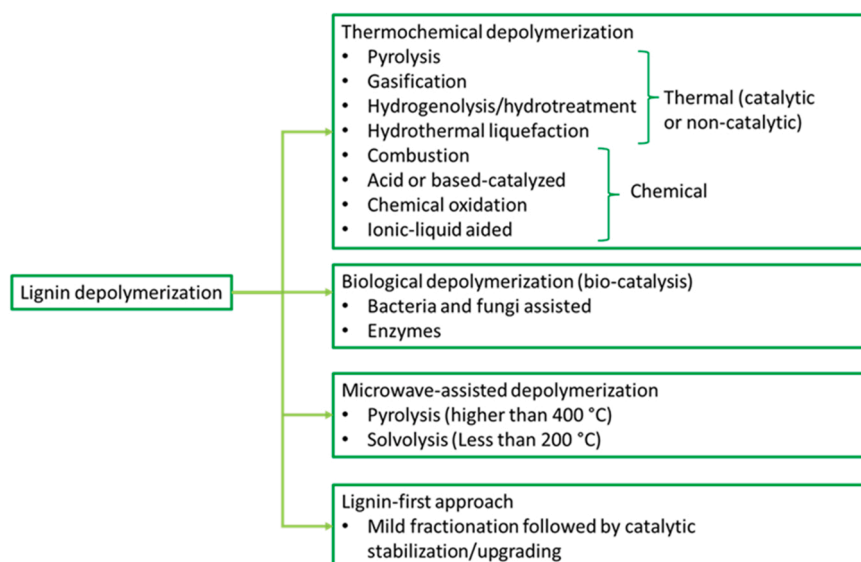 Thermochemical depolymerization
• Pyrolysis
• Gasification
• Hydrogenolysis/hydrotreatment
• Hydrothermal liquefaction
Thermal (catalytic
or non-catalytic)
• Combustion
• Acid or based-catalyzed
• Chemical oxidation
• Ionic-liquid aided
Chemical
Lignin depolymerization
Biological depolymerization (bio-catalysis)
• Bacteria and fungi assisted
• Enzymes
Microwave-assisted depolymerization
• Pyrolysis (higher than 400 °C)
• Solvolysis (Less than 200 °C)
Lignin-first approach
• Mild fractionation followed by catalytic
stabilization/upgrading